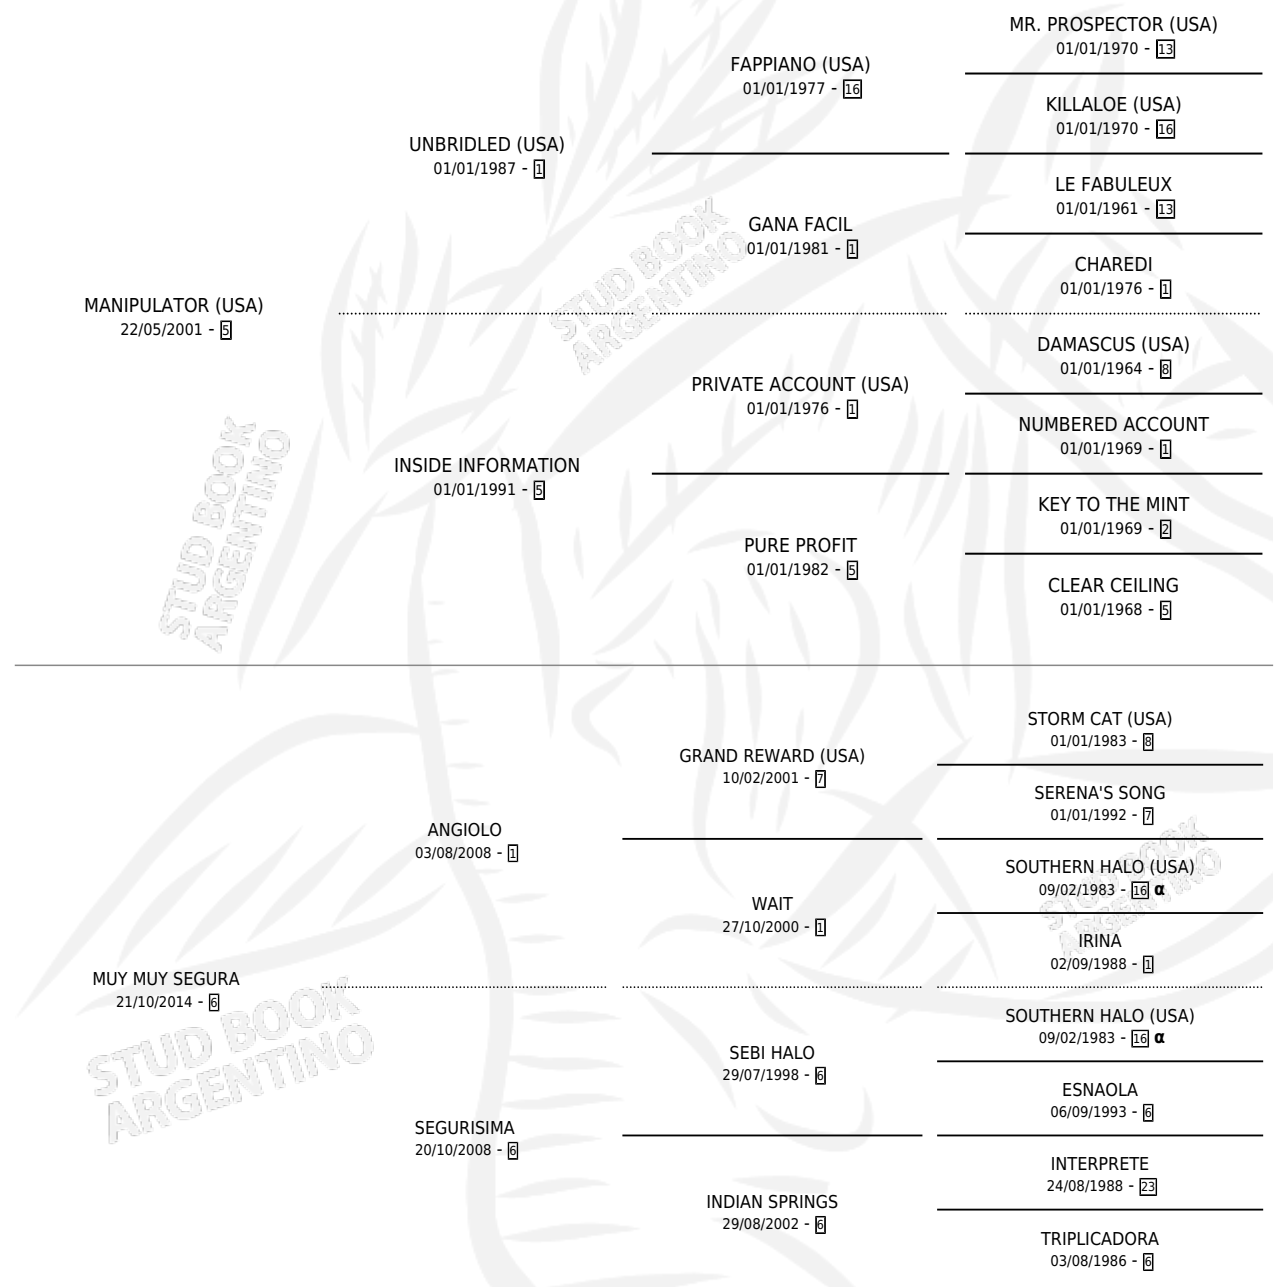 MR. PROSPECTOR (USA)
01/01/1970 - 13
FAPPIANO (USA)
01/01/1977 - 16
KILLALOE (USA)
01/01/1970 - 16
UNBRIDLED (USA)
01/01/1987 - 1
LE FABULEUX
01/01/1961 - 13
GANA FACIL
01/01/1981 - 1
CHAREDI
01/01/1976 - 1
MANIPULATOR (USA)
22/05/2001 - 5
DAMASCUS (USA)
01/01/1964 - 8
PRIVATE ACCOUNT (USA)
01/01/1976 - 1
NUMBERED ACCOUNT
01/01/1969 - 1
INSIDE INFORMATION
01/01/1991 - 5
KEY TO THE MINT
01/01/1969 - 2
PURE PROFIT
01/01/1982 - 5
CLEAR CEILING
01/01/1968 - 5
STUD BOOK
ARGENTINO
STUD BOOK
ARGENTINO
STORM CAT (USA)
01/01/1983 - 8
GRAND REWARD (USA)
10/02/2001 - 7
SERENA'S SONG
01/01/1992 - 7
ANGIOLO
03/08/2008 - 1
SOUTHERN HALO (USA)
09/02/1983 - 16 α
WAIT
27/10/2000 - 1
IRINA
02/09/1988 - 1
MUY MUY SEGURA
21/10/2014 - 6
SOUTHERN HALO (USA)
09/02/1983 - 16 α
SEBI HALO
29/07/1998 - 6
ESNAOLA
06/09/1993 - 6
SEGURISIMA
20/10/2008 - 6
INTERPRETE
24/08/1988 - 23
INDIAN SPRINGS
29/08/2002 - 6
TRIPLICADORA
03/08/1986 - 6
STUD BOOK
ARGENTINO
STUD BOOK
ARGENTINO